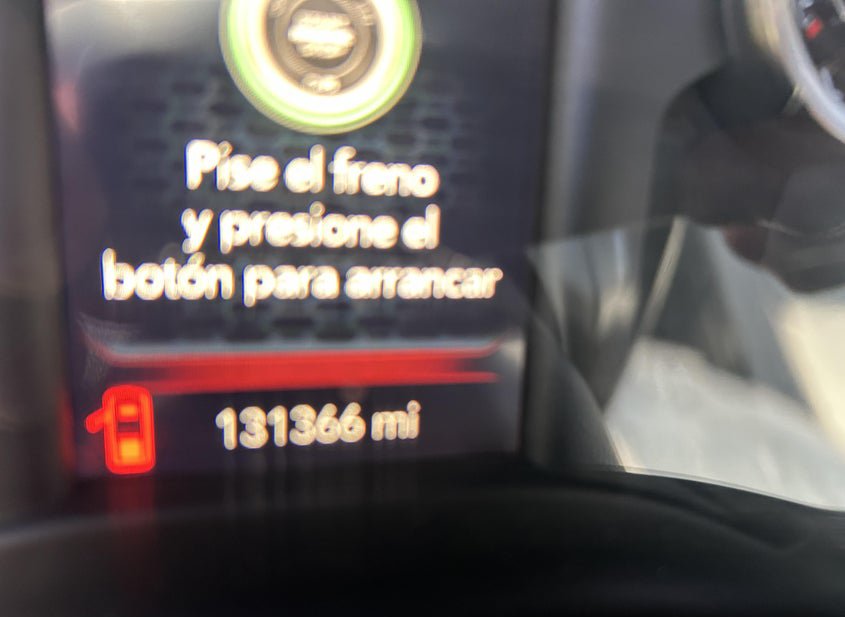 Pise el freno
y presione el
botón para arrancar
131366 mi